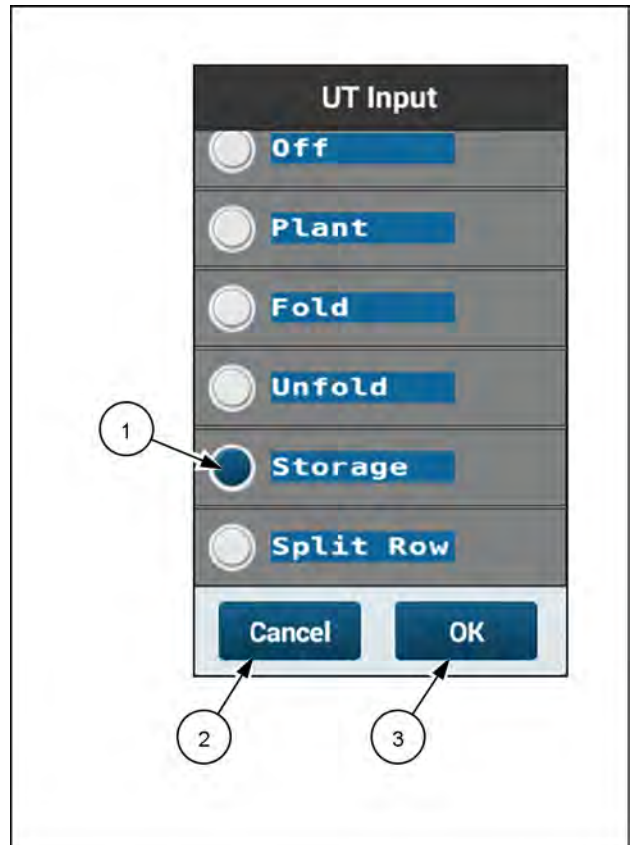 UT Input
Off
Plant
Fold
Unfold
1
Storage
Split Row
Cancel OK
2 3